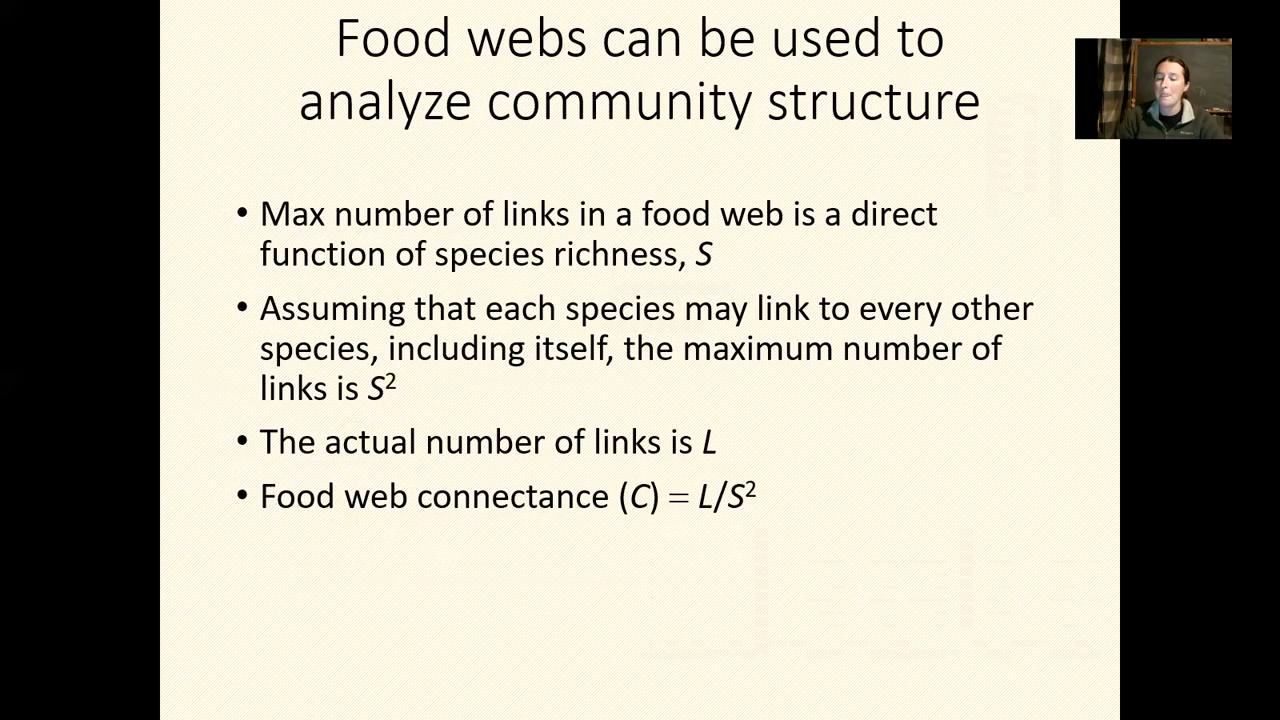 Food webs can be used to
analyze community structure
• Max number of links in a food web is a direct
function of species richness, S
• Assuming that each species may link to every other
species, including itself, the maximum number of
links is S²
• The actual number of links is L
• Food web connectance (C) = L/S²